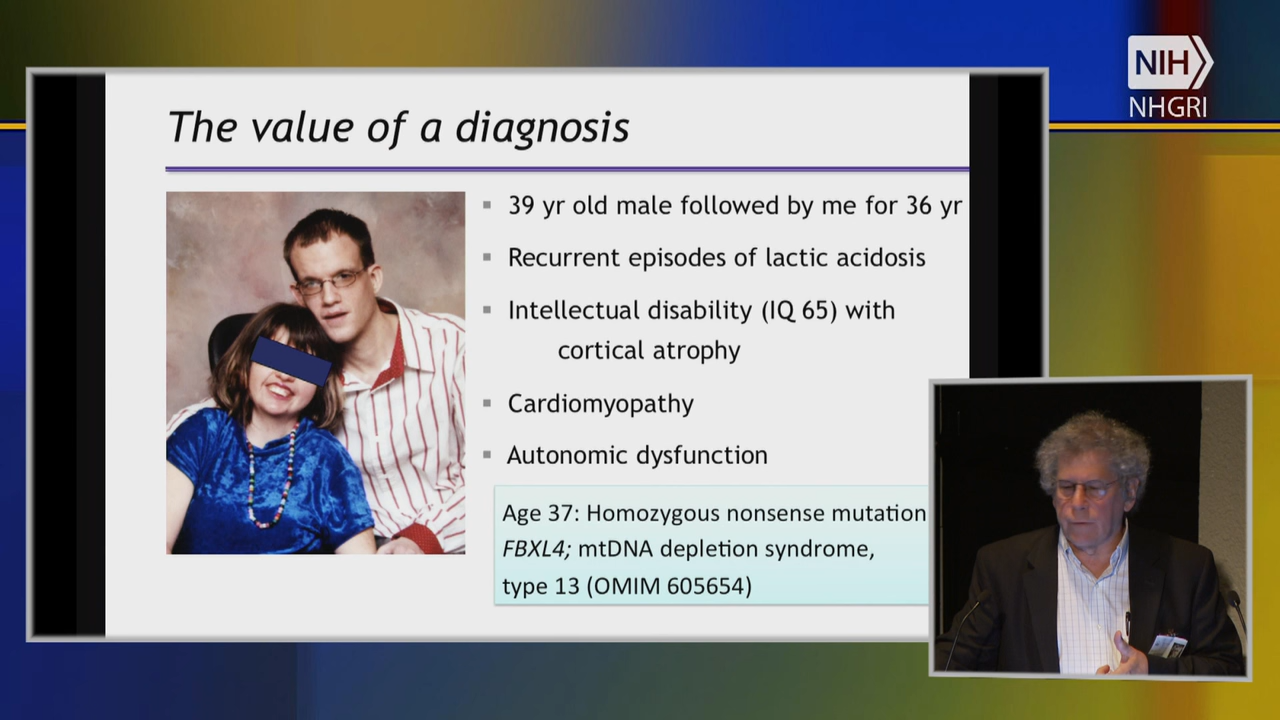 NIH
NHGRI
The value of a diagnosis
▪ 39 yr old male followed by me for 36 yr
▪ Recurrent episodes of lactic acidosis
▪ Intellectual disability (IQ 65) with
cortical atrophy
▪ Cardiomyopathy
▪ Autonomic dysfunction
Age 37: Homozygous nonsense mutation
FBXL4; mtDNA depletion syndrome,
type 13 (OMIM 605654)